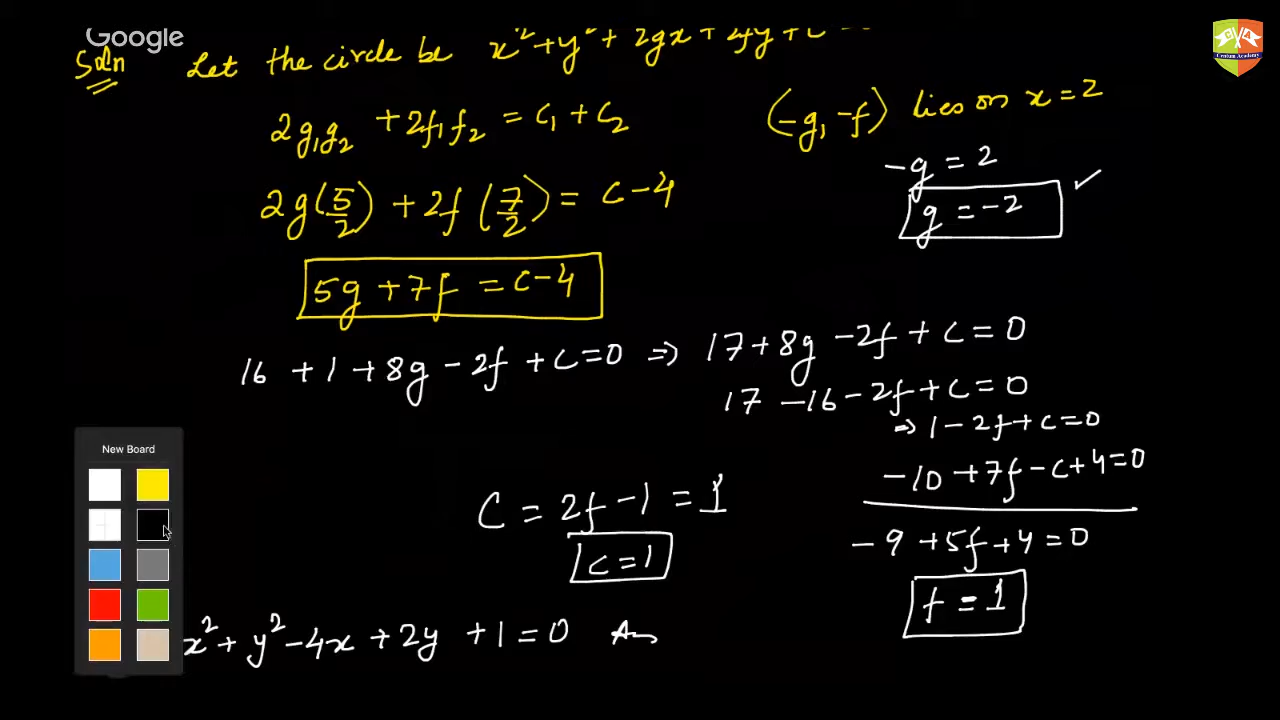 Google
Soln Let the circle be x² + y² + 2gx + 2fy + c =
2g₁g₂ + 2f₁f₂ = c₁ + c₂
2g(5/2) + 2f(7/2) = c - 4
5g + 7f = c - 4
(-g, -f) lies on x = 2
-g = 2
g = -2 ✓
16 + 1 + 8g - 2f + c = 0 ⇒ 17 + 8g - 2f + c = 0
17 - 16 - 2f + c = 0
⇒ 1 - 2f + c = 0
-10 + 7f - c + 4 = 0
-9 + 5f + 4 = 0
f = 1
C = 2f - 1 = 1
c = 1
x² + y² - 4x + 2y + 1 = 0 Ans
New Board
Centum Academy